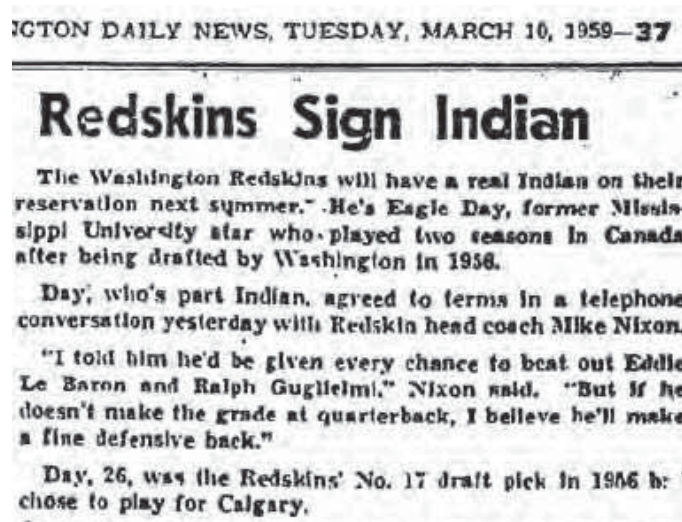 NGTON DAILY NEWS, TUESDAY, MARCH 10, 1959—37
Redskins Sign Indian
The Washington Redskins will have a real Indian on their
reservation next summer. He's Eagle Day, former Missis-
sippi University star who played two seasons in Canada
after being drafted by Washington in 1956.
Day, who's part Indian, agreed to terms in a telephone
conversation yesterday with Redskin head coach Mike Nixon.
"I told him he'd be given every chance to beat out Eddie
Le Baron and Ralph Guglielmi," Nixon said. "But if he
doesn't make the grade at quarterback, I believe he'll make
a fine defensive back."
Day, 26, was the Redskins' No. 17 draft pick in 1956
chose to play for Calgary.